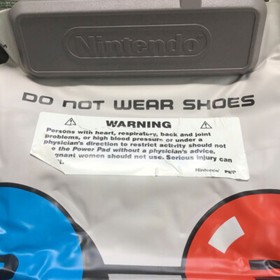 Nintendo
DO NOT WEAR SHOES
WARNING
Persons with heart, respiratory, back and joint
problems, or high blood pressure or under a
physician's direction to restrict activity should not
use the Power Pad without a physician's advice.
gnant women should not use. Serious injury can